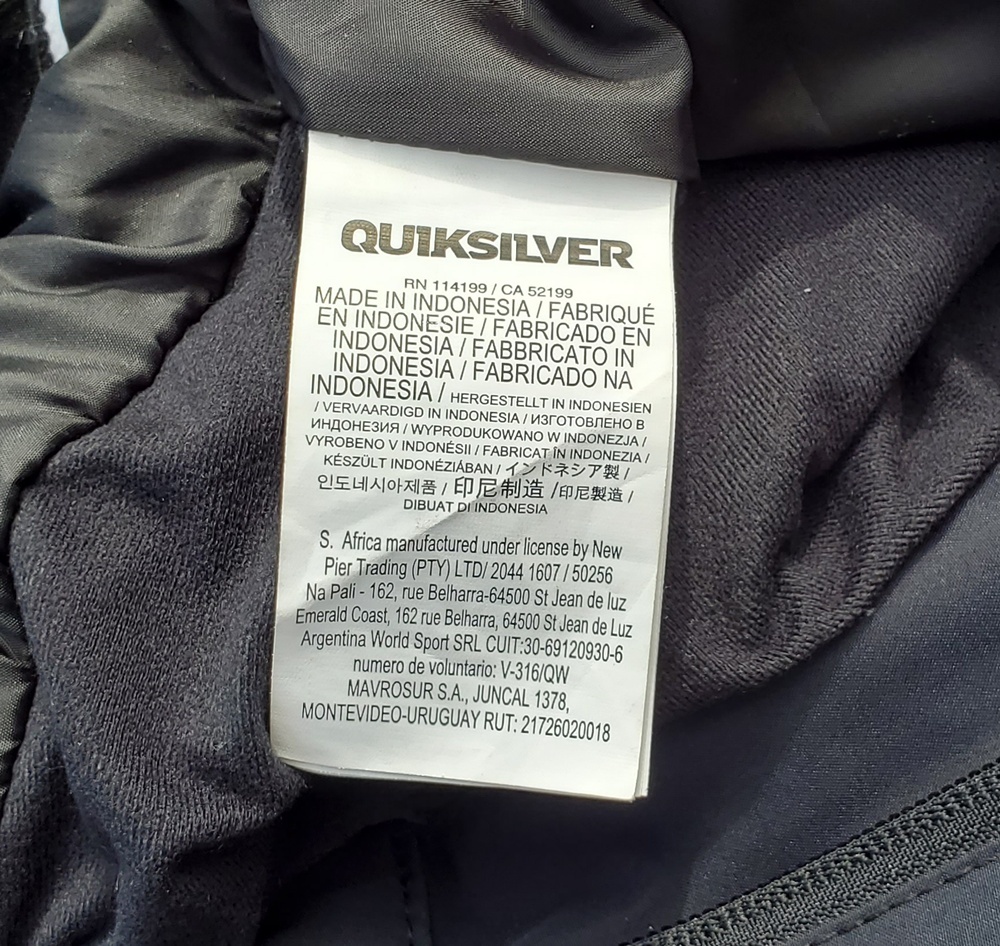 QUIKSILVER
RN 114199 / CA 52199
MADE IN INDONESIA / FABRIQUÉ
EN INDONESIE / FABRICADO EN
INDONESIA / FABBRICATO IN
INDONESIA / FABRICADO NA
INDONESIA / HERGESTELLT IN INDONESIEN
/ VERVAARDIGD IN INDONESIA / ИЗГОТОВЛЕНО В
ИНДОНЕЗИЯ / WYPRODUKOWANO W INDONEZJA /
VYROBENO V INDONÉSII / FABRICAT ÎN INDONEZIA /
KÉSZÜLT INDONÉZIÁBAN / インドネシア製 /
인도네시아제품 / 印尼制造 /印尼製造 /
DIBUAT DI INDONESIA
S. Africa manufactured under license by New
Pier Trading (PTY) LTD/ 2044 1607 / 50256
Na Pali - 162, rue Belharra-64500 St Jean de luz
Emerald Coast, 162 rue Belharra, 64500 St Jean de Luz
Argentina World Sport SRL CUIT:30-69120930-6
numero de voluntario: V-316/QW
MAVROSUR S.A., JUNCAL 1378,
MONTEVIDEO-URUGUAY RUT: 21726020018